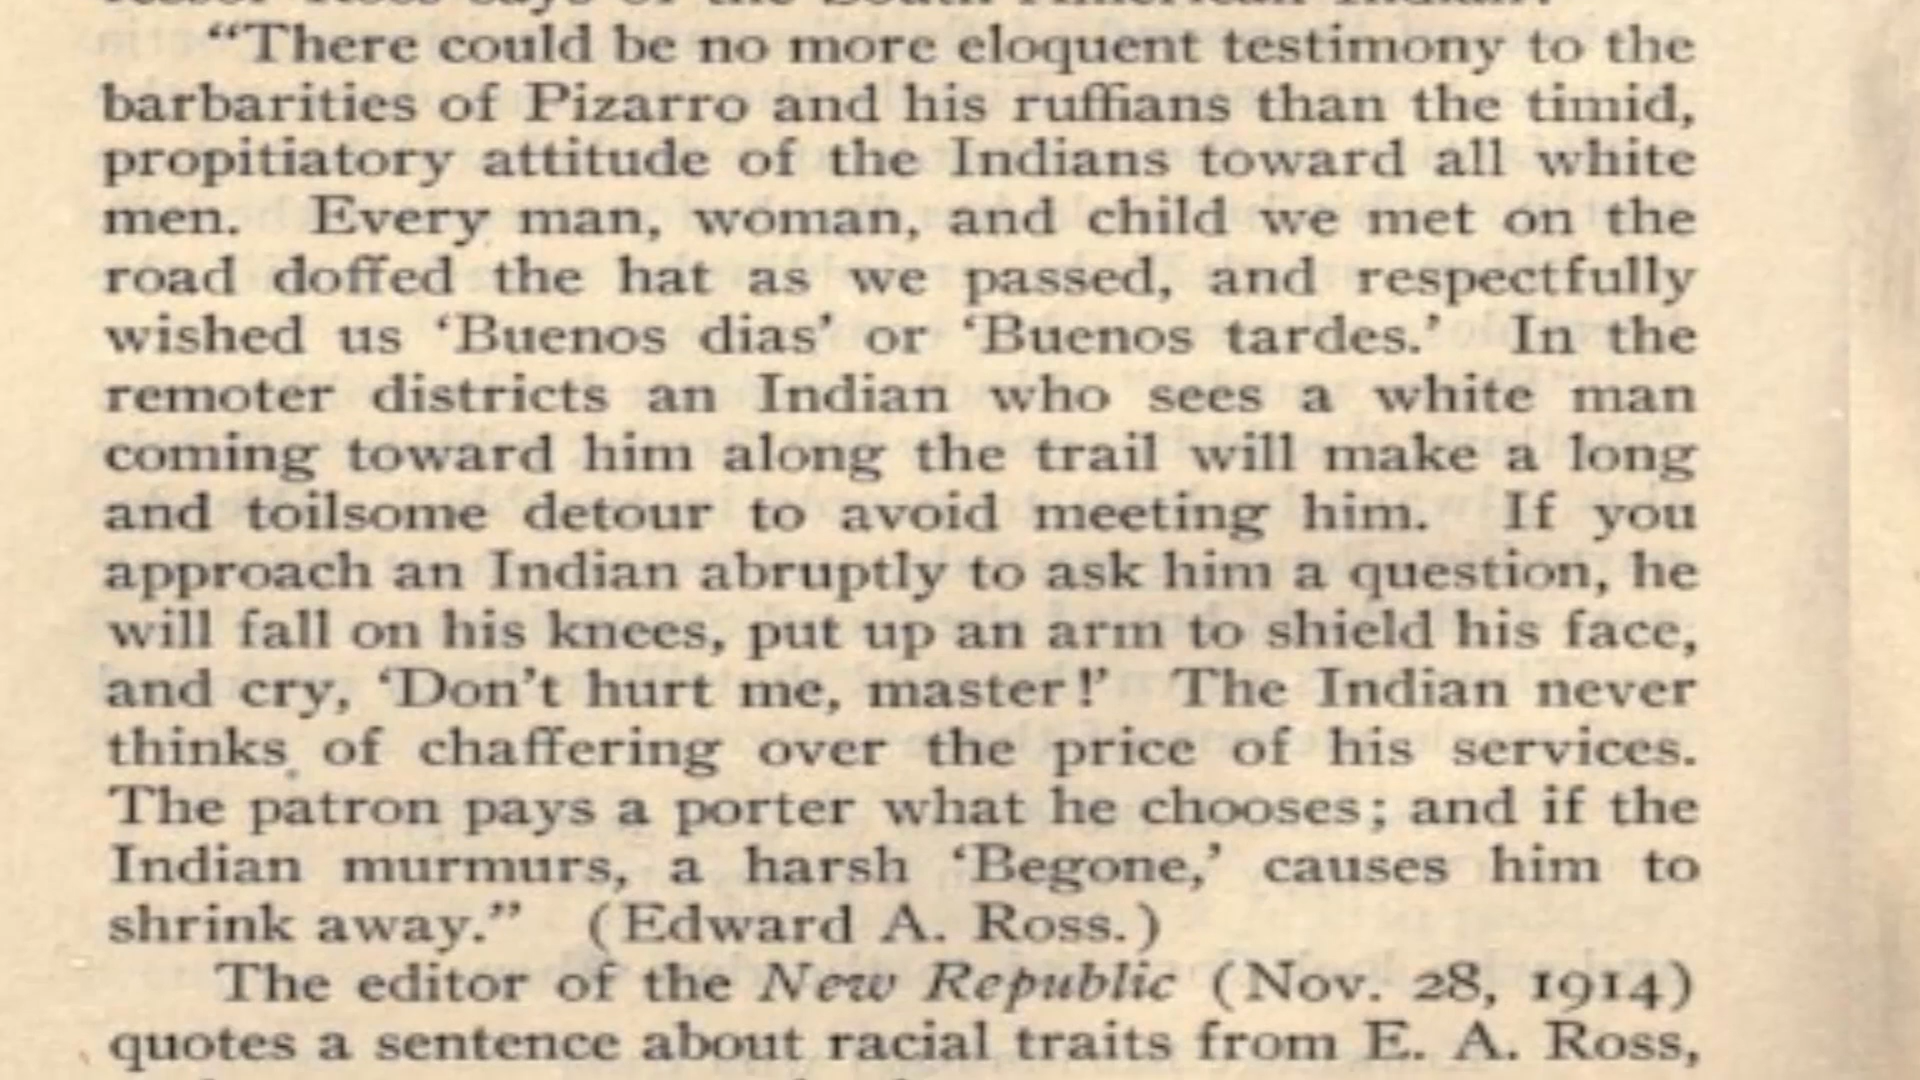 "There could be no more eloquent testimony to the
barbarities of Pizarro and his ruffians than the timid,
propitiatory attitude of the Indians toward all white
men. Every man, woman, and child we met on the
road doffed the hat as we passed, and respectfully
wished us 'Buenos dias' or 'Buenos tardes.' In the
remoter districts an Indian who sees a white man
coming toward him along the trail will make a long
and toilsome detour to avoid meeting him. If you
approach an Indian abruptly to ask him a question, he
will fall on his knees, put up an arm to shield his face,
and cry, 'Don't hurt me, master!' The Indian never
thinks of chaffering over the price of his services.
The patron pays a porter what he chooses; and if the
Indian murmurs, a harsh 'Begone,' causes him to
shrink away." (Edward A. Ross.)
The editor of the New Republic (Nov. 28, 1914)
quotes a sentence about racial traits from E. A. Ross,